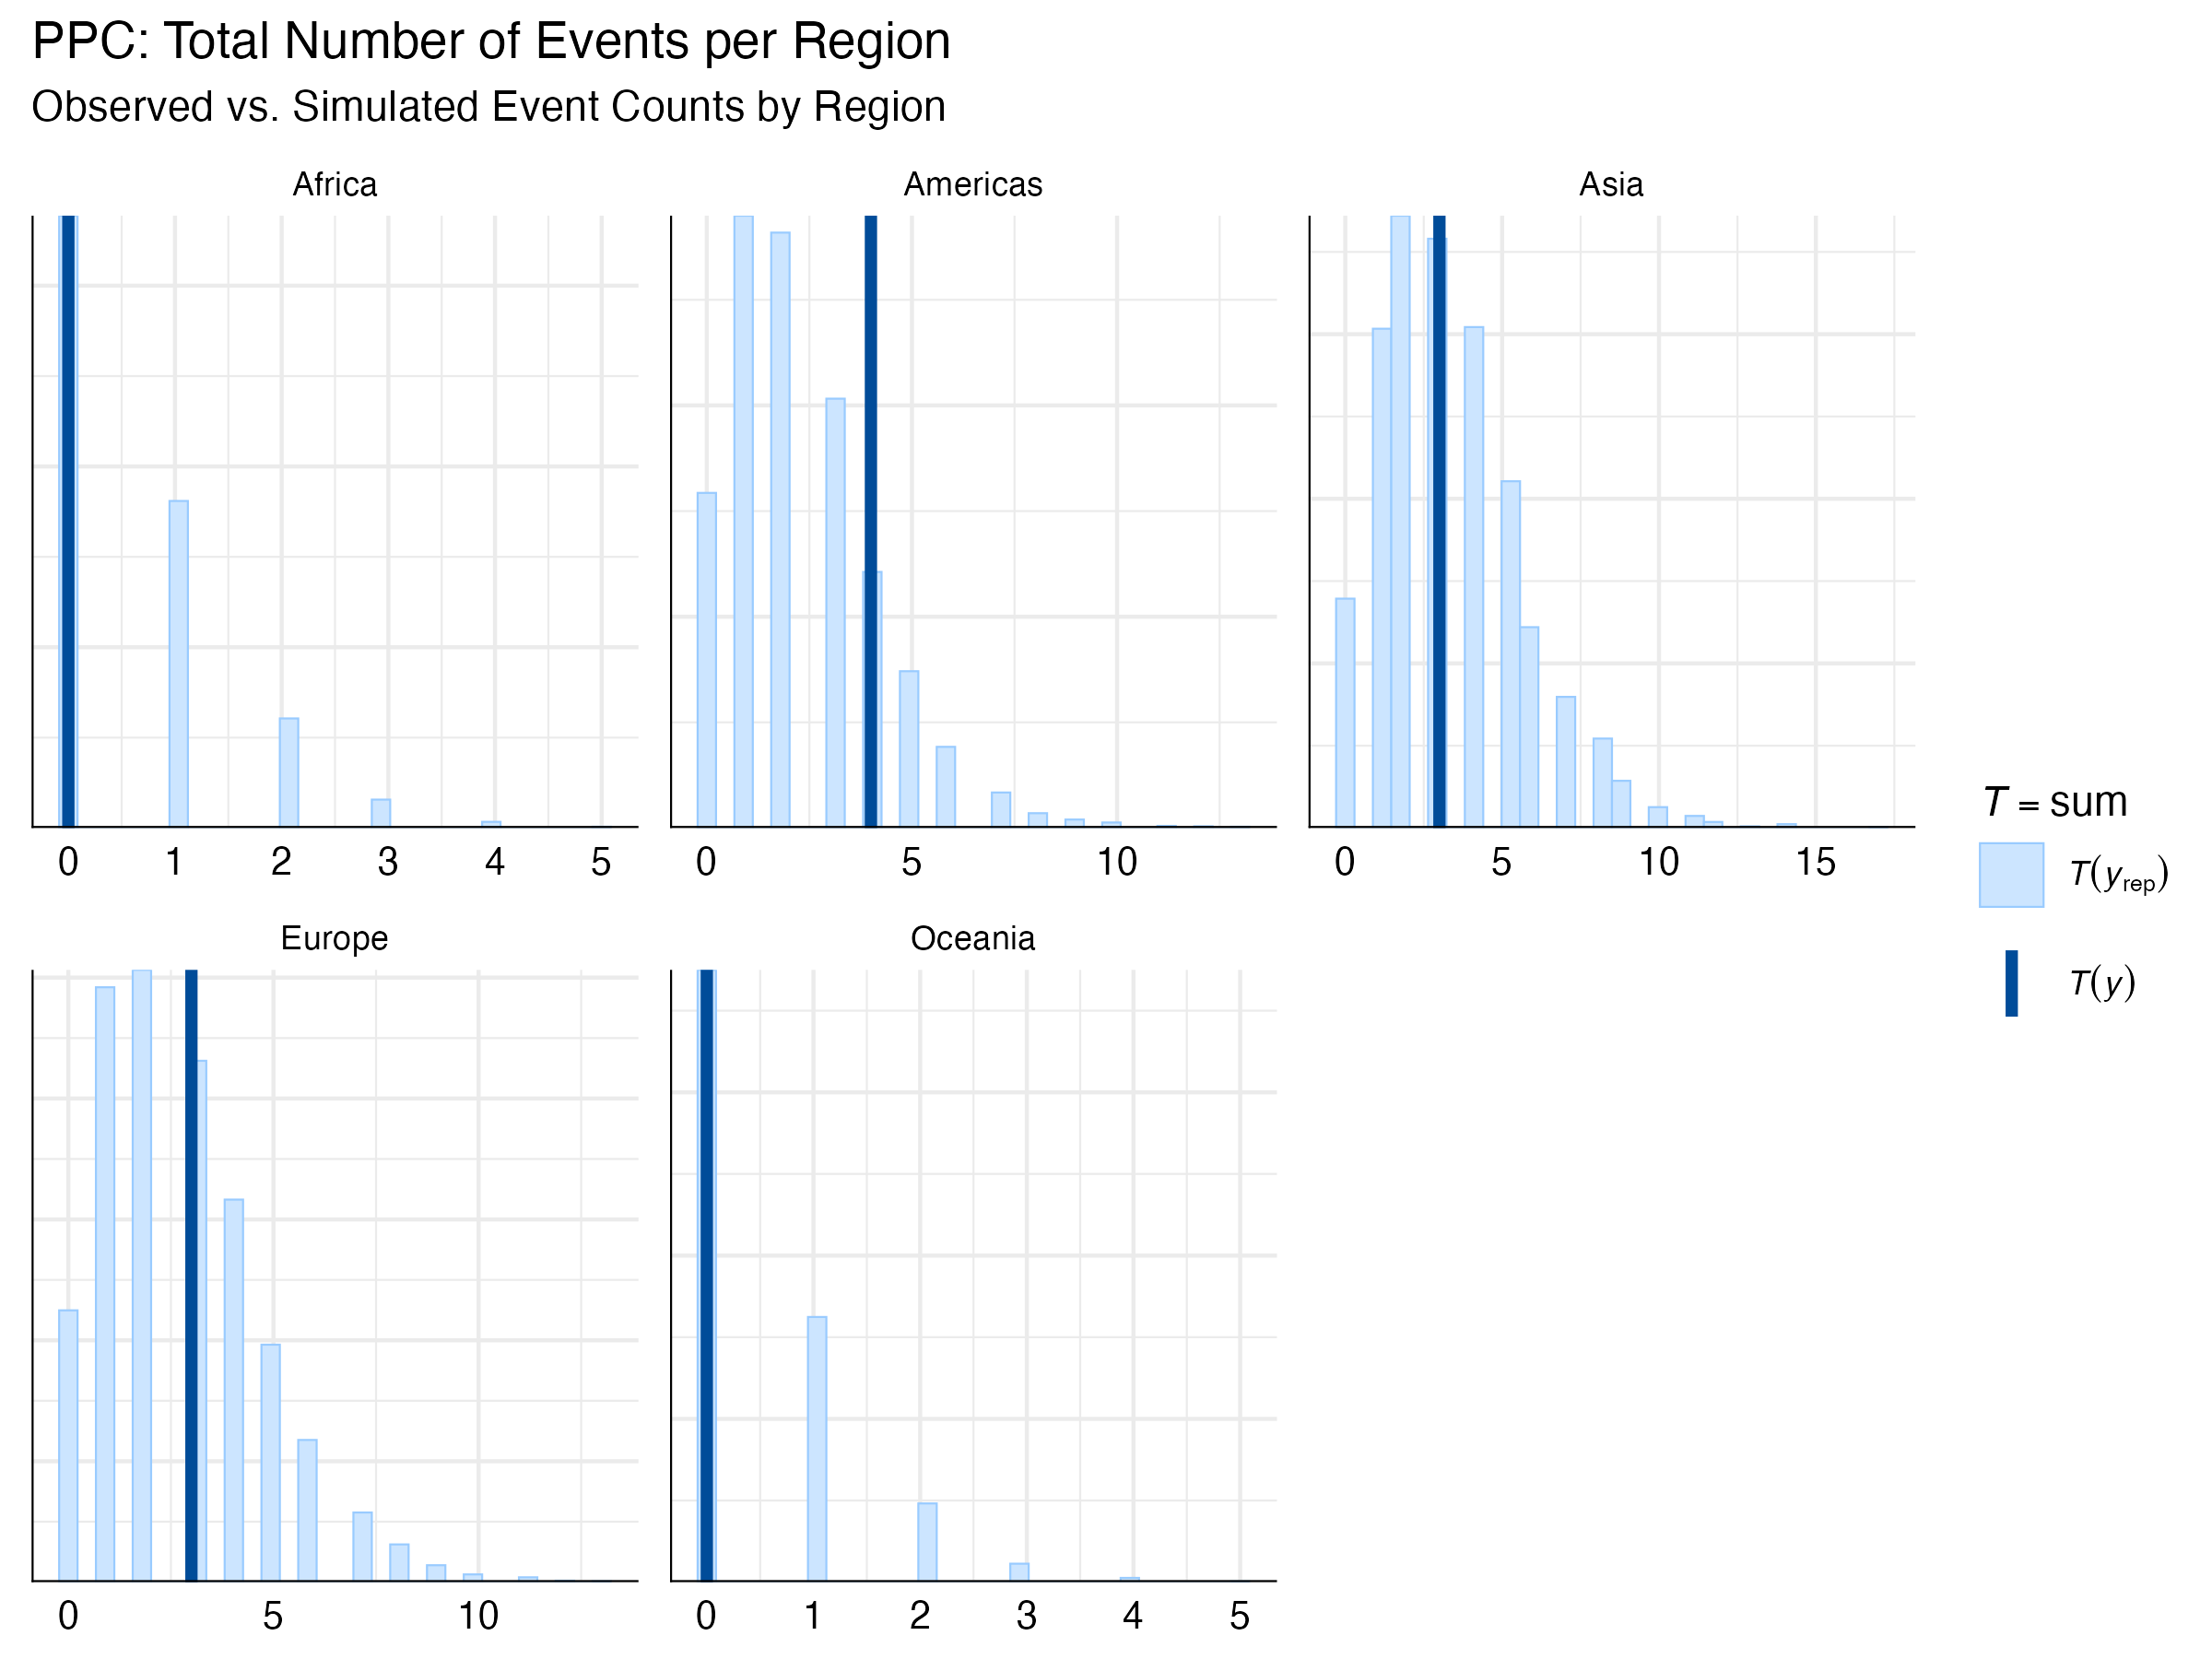 PPC: Total Number of Events per Region
Observed vs. Simulated Event Counts by Region
Africa
0 1 2 3 4 5
Americas
0 5 10
Asia
0 5 10 15
Europe
0 5 10
Oceania
0 1 2 3 4 5
T = sum
T(yrep)
T(y)